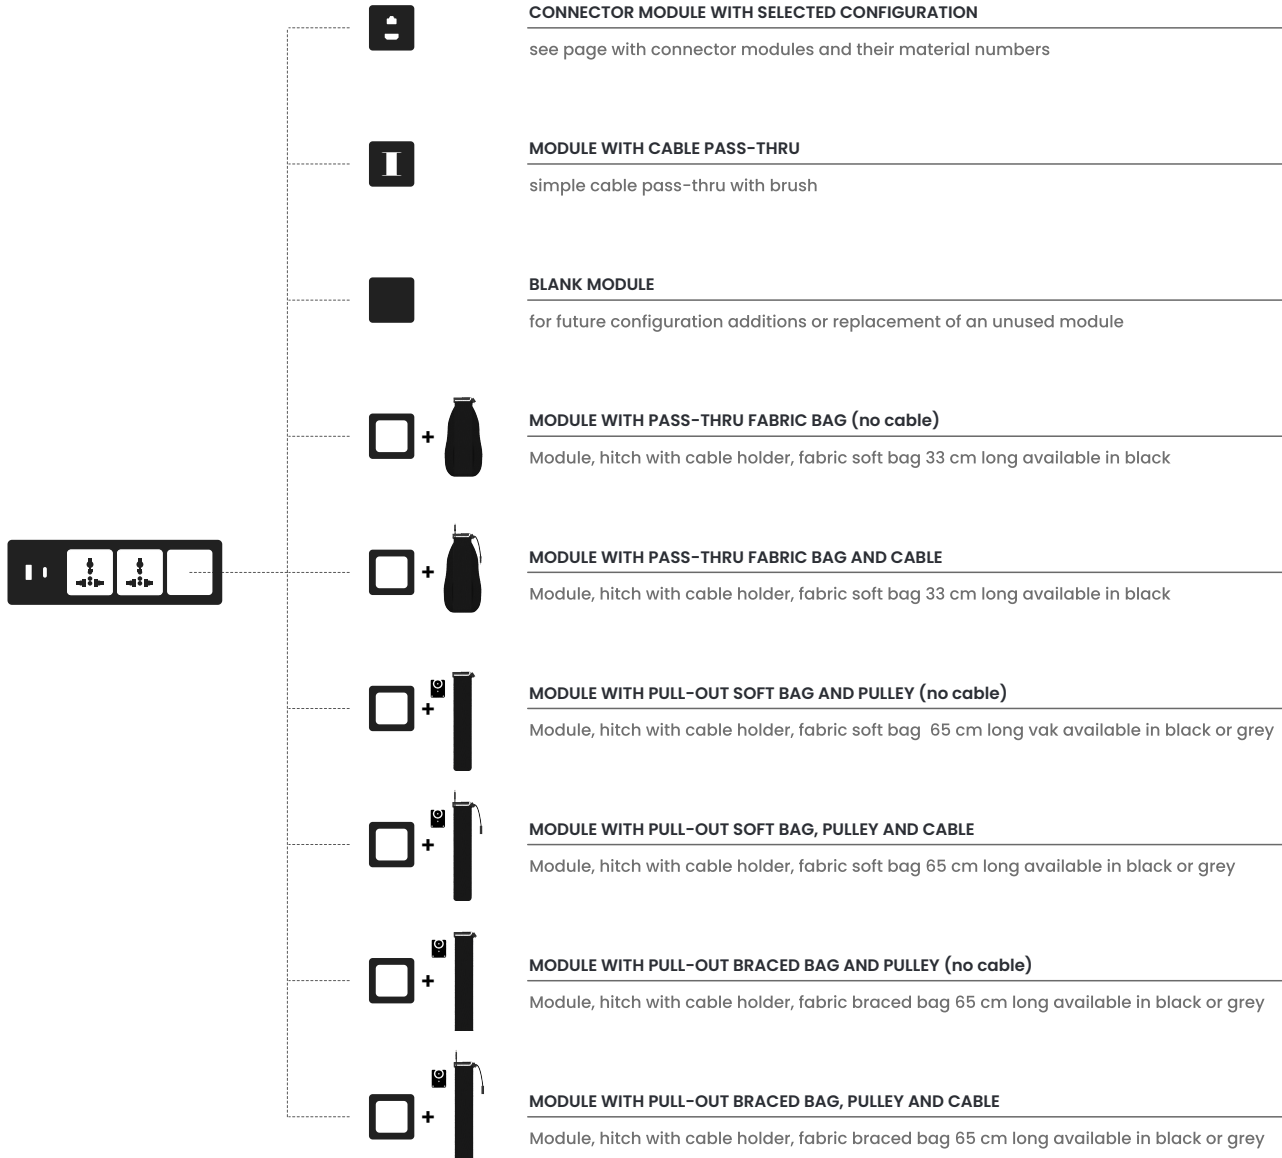 CONNECTOR MODULE WITH SELECTED CONFIGURATION
see page with connector modules and their material numbers
MODULE WITH CABLE PASS-THRU
simple cable pass-thru with brush
BLANK MODULE
for future configuration additions or replacement of an unused module
MODULE WITH PASS-THRU FABRIC BAG (no cable)
Module, hitch with cable holder, fabric soft bag 33 cm long available in black
MODULE WITH PASS-THRU FABRIC BAG AND CABLE
Module, hitch with cable holder, fabric soft bag 33 cm long available in black
MODULE WITH PULL-OUT SOFT BAG AND PULLEY (no cable)
Module, hitch with cable holder, fabric soft bag  65 cm long vak available in black or grey
MODULE WITH PULL-OUT SOFT BAG, PULLEY AND CABLE
Module, hitch with cable holder, fabric soft bag 65 cm long available in black or grey
MODULE WITH PULL-OUT BRACED BAG AND PULLEY (no cable)
Module, hitch with cable holder, fabric braced bag 65 cm long available in black or grey
MODULE WITH PULL-OUT BRACED BAG, PULLEY AND CABLE
Module, hitch with cable holder, fabric braced bag 65 cm long available in black or grey